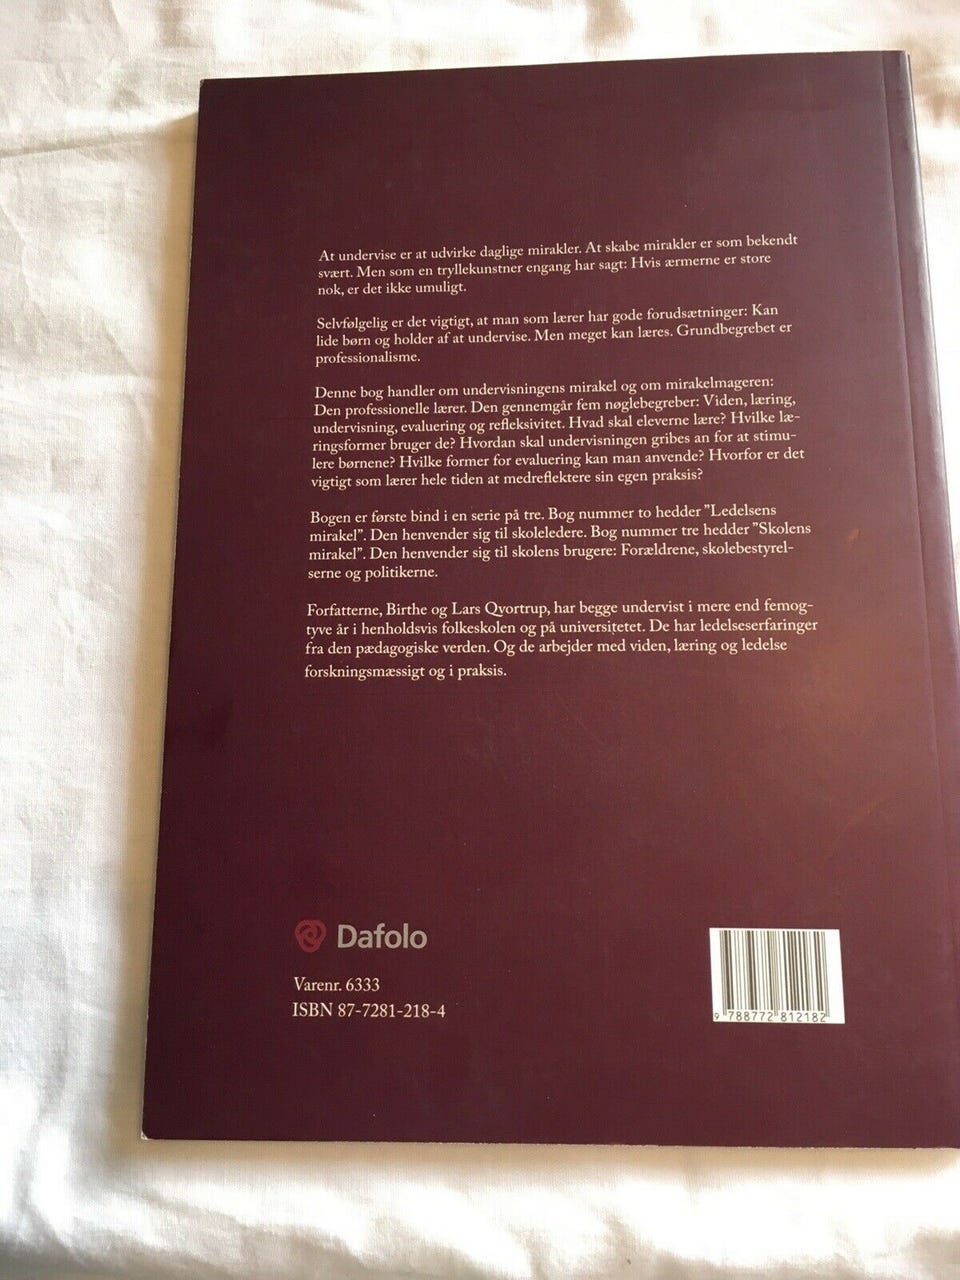 At undervise er at udvirke daglige mirakler. At skabe mirakler er som bekendt
svært. Men som en tryllekunstner engang har sagt: Hvis ærmerne er store
nok, er det ikke umuligt.
Selvfølgelig er det vigtigt, at man som lærer har gode forudsætninger: Kan
lide børn og holder af at undervise. Men meget kan læres. Grundbegrebet er
professionalisme.
Denne bog handler om undervisningens mirakel og om mirakelmageren:
Den professionelle lærer. Den gennemgår fem nøglebegreber: Viden, læring,
undervisning, evaluering og refleksivitet. Hvad skal eleverne lære? Hvilke læ-
ringsformer bruger de? Hvordan skal undervisningen gribes an for at stimu-
lere børnene? Hvilke former for evaluering kan man anvende? Hvorfor er det
vigtigt som lærer hele tiden at medreflektere sin egen praksis?
Bogen er første bind i en serie på tre. Bog nummer to hedder ”Ledelsens
mirakel”. Den henvender sig til skoleledere. Bog nummer tre hedder ”Skolens
mirakel”. Den henvender sig til skolens brugere: Forældrene, skolebestyrel-
serne og politikerne.
Forfatterne, Birthe og Lars Qvortrup, har begge undervist i mere end femog-
tyve år i henholdsvis folkeskolen og på universitetet. De har ledelseserfaringer
fra den pædagogiske verden. Og de arbejder med viden, læring og ledelse
forskningsmæssigt og i praksis.
Dafolo
Varenr. 6333
ISBN 87-7281-218-4
9 788772 812182